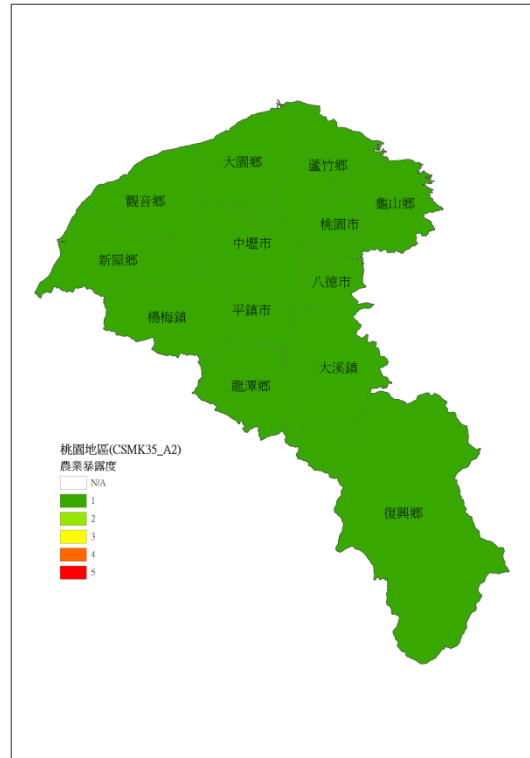 大園鄉
蘆竹鄉
觀音鄉
龜山鄉
桃園市
中壢市
新屋鄉
八德市
平鎮市
楊梅鎮
大溪鎮
龍潭鄉
復興鄉
桃園地區(CSMK35_A2)
農業暴露度
N/A
1
2
3
4
5